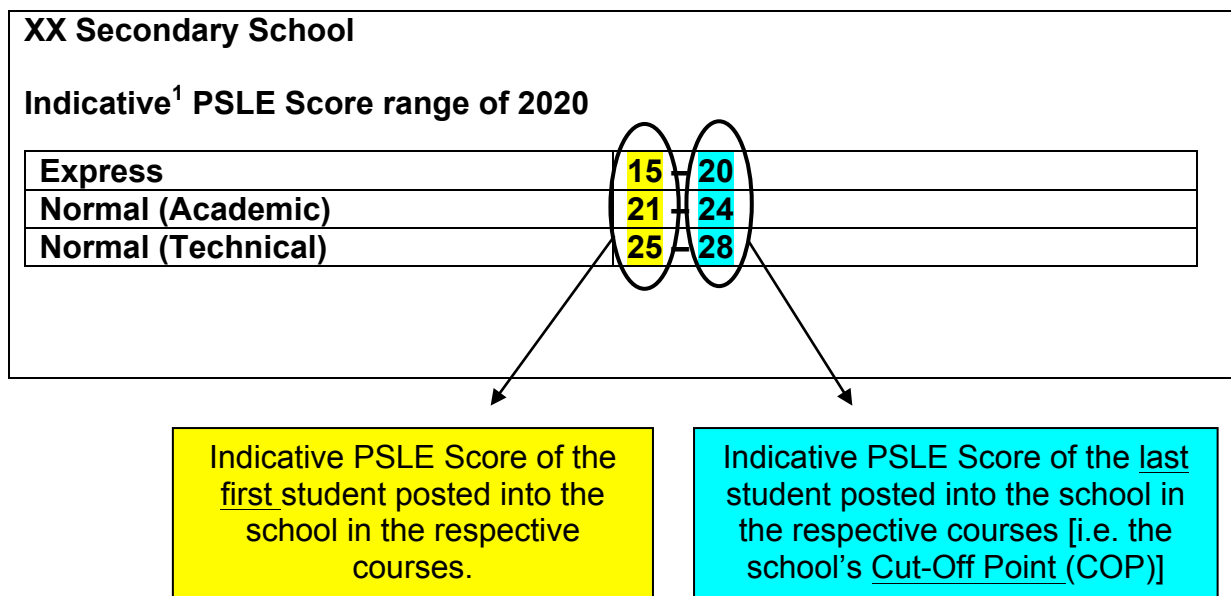 XX Secondary School
Indicative¹ PSLE Score range of 2020
Express 15 – 20
Normal (Academic) 21 – 24
Normal (Technical) 25 – 28
Indicative PSLE Score of the
first student posted into the
school in the respective
courses.
Indicative PSLE Score of the last
student posted into the school in
the respective courses [i.e. the
school's Cut-Off Point (COP)]